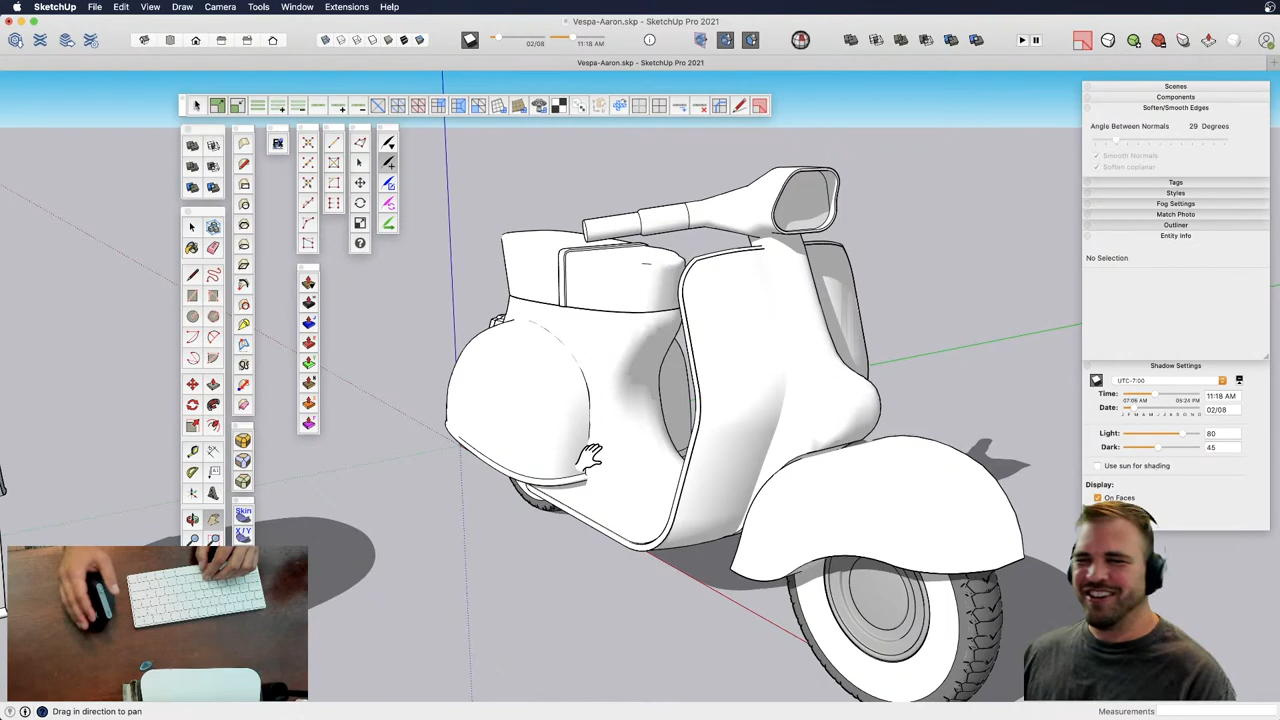 SketchUp File Edit View Draw Camera Tools Window Extensions Help
Vespa-Aaron.skp - SketchUp Pro 2021
02/08
11:18 AM
Vespa-Aaron.skp - SketchUp Pro 2021
Scenes
Components
Soften/Smooth Edges
Angle Between Normals 29 Degrees
Smooth Normals
Soften coplanar
Tags
Styles
Fog Settings
Match Photo
Outliner
Entity Info
No Selection
Shadow Settings
UTC-7:00
Time: 11:18 AM
07:06 AM 05:24 PM
Date: 02/08
J F M A M J J A S O N D
Light: 80
Dark: 45
Use sun for shading
Display:
On Faces
Skin
X/Y
Drag in direction to pan
Measurements